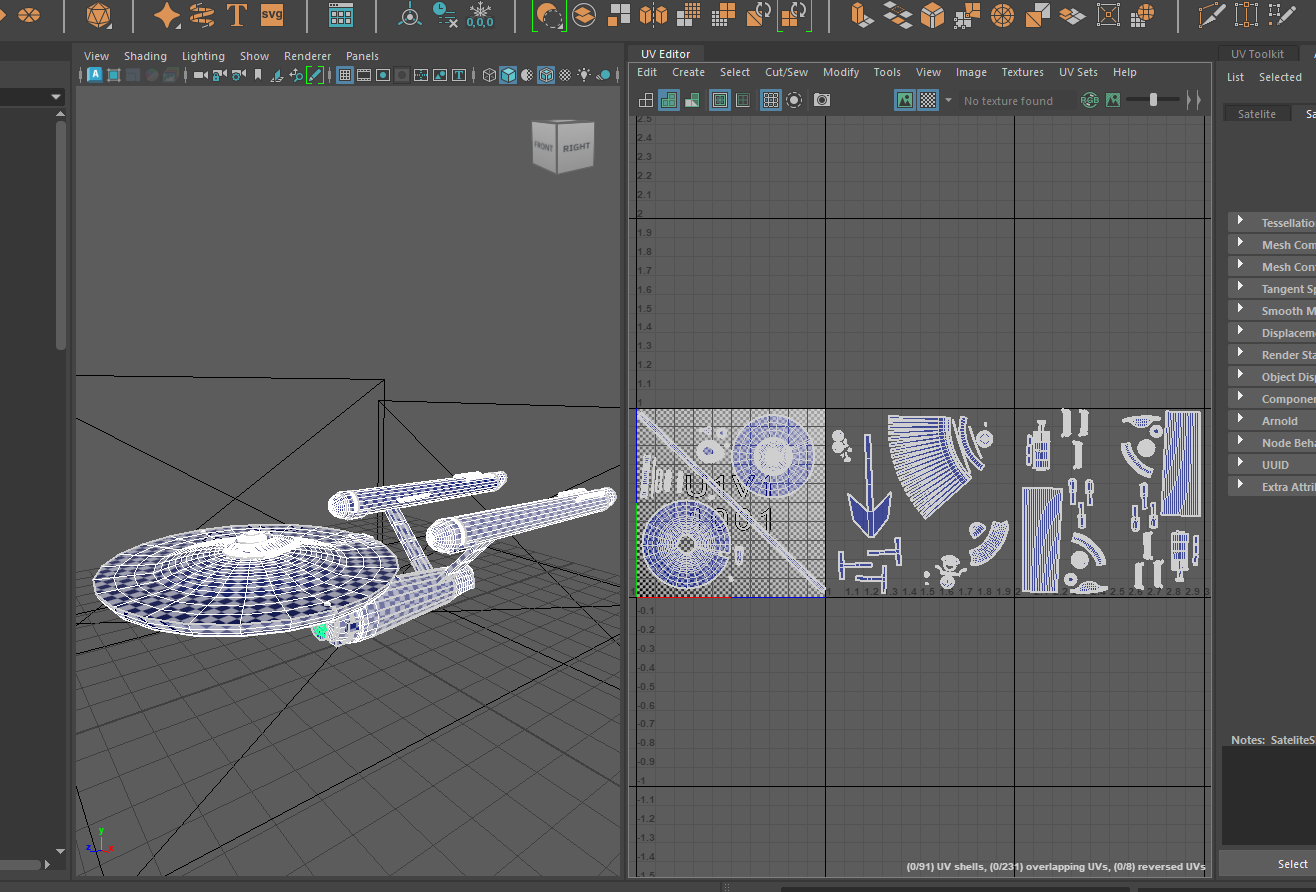 T
svg
0,0,0
View Shading Lighting Show Renderer Panels
A
T
FRONT RIGHT
y
z x
UV Editor
Edit Create Select Cut/Sew Modify Tools View Image Textures UV Sets Help
No texture found
RGB
2.5
2.4
2.3
2.2
2.1
2
1.9
1.8
1.7
1.6
1.5
1.4
1.3
1.2
1.1
1
U1V1
1001
1 1.1 1.2 1.3 1.4 1.5 1.6 1.7 1.8 1.9 2 2.5 2.6 2.7 2.8 2.9 3
-0.1
-0.2
-0.3
-0.4
-0.5
-0.6
-0.7
-0.8
-0.9
-1
-1.1
-1.2
-1.3
-1.4
-1.5
(0/91) UV shells, (0/231) overlapping UVs, (0/8) reversed UVs
UV Toolkit
List Selected
Satelite Sa
Tessellatio
Mesh Com
Mesh Con
Tangent Sp
Smooth M
Displaceme
Render Sta
Object Disp
Componen
Arnold
Node Beha
UUID
Extra Attrib
Notes: SateliteS
Select